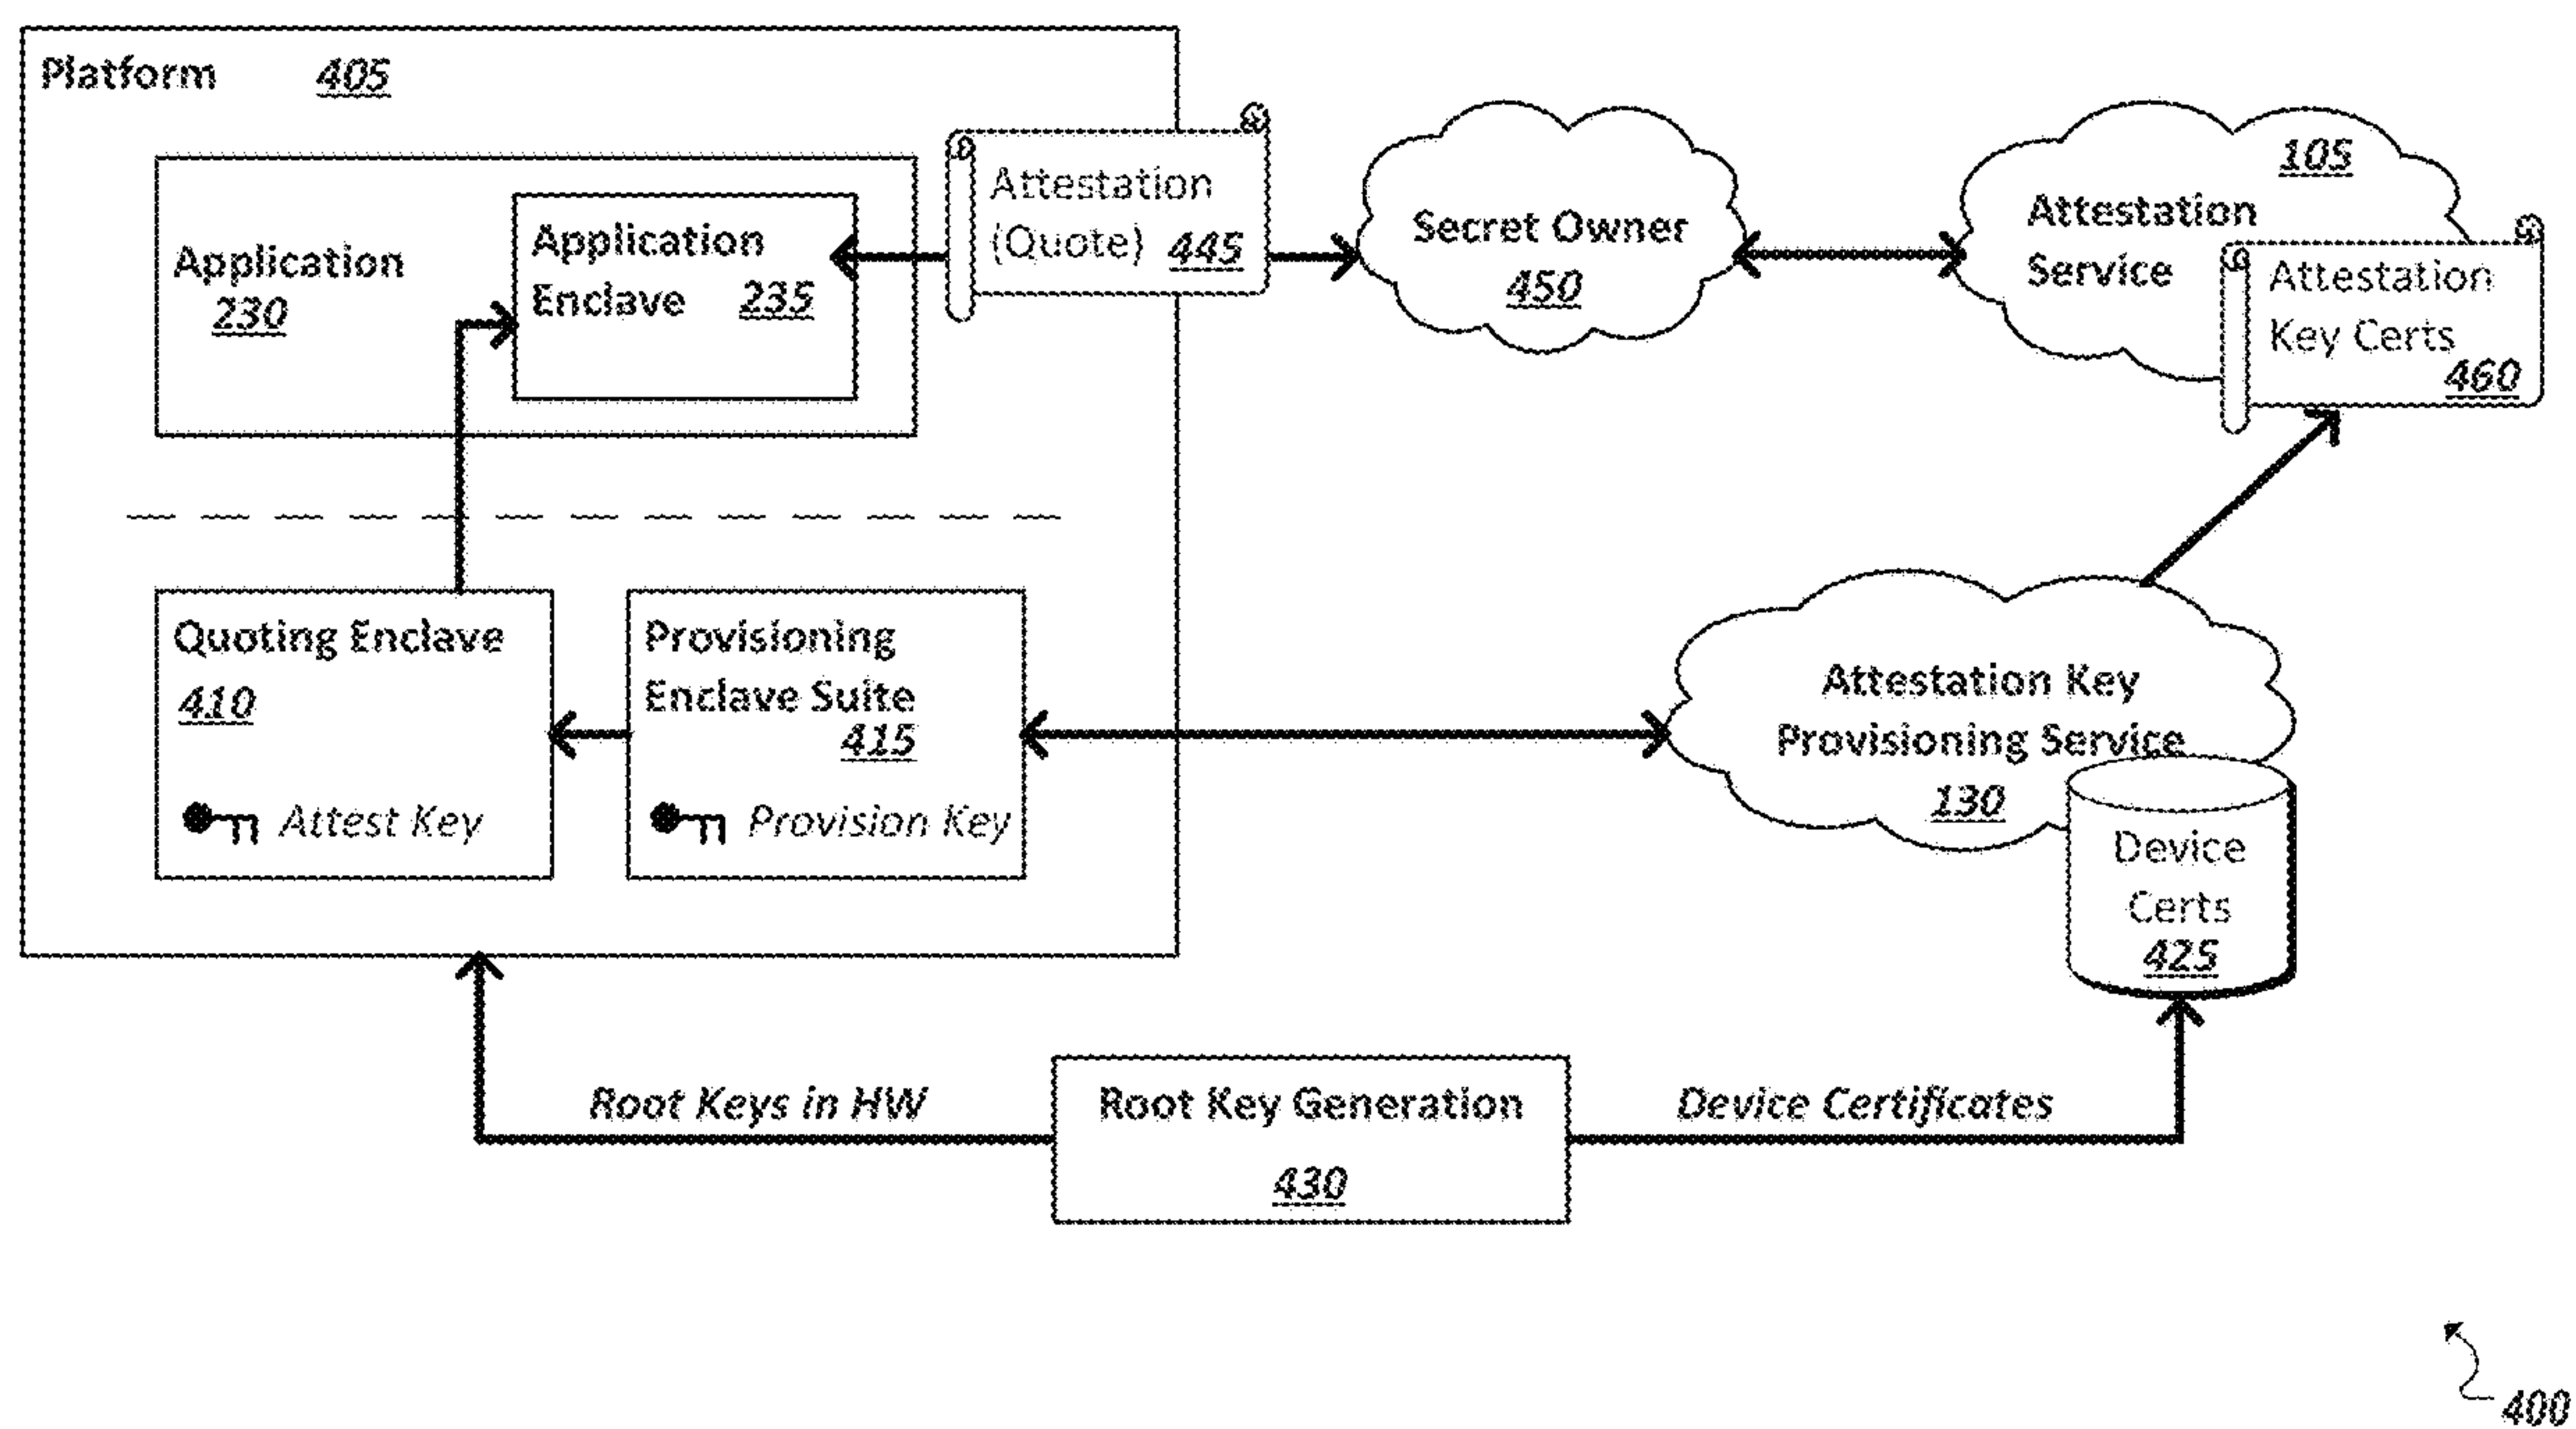 Platform 405
Application
230
Application
Enclave 235
Attestation
(Quote) 445
Secret Owner
450
105
Attestation
Service
Attestation
Key Certs
460
Quoting Enclave
410
Attest Key
Provisioning
Enclave Suite
415
Provision Key
Attestation Key
Provisioning Service
130
Device
Certs
425
Root Keys in HW
Root Key Generation
430
Device Certificates
400